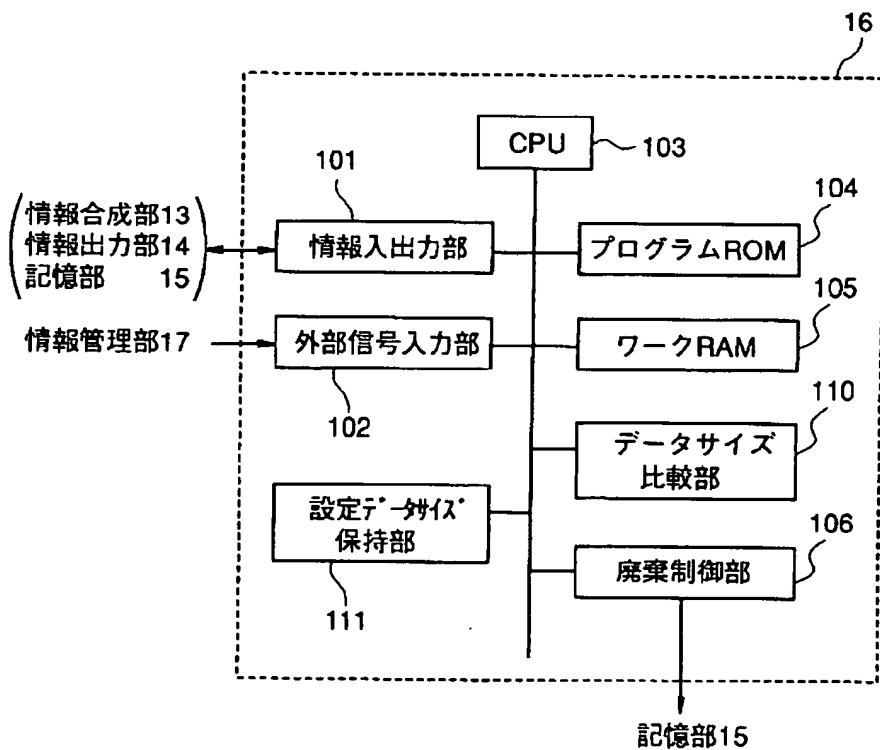 16
CPU
103
101
104
情報合成部13
情報出力部14
記憶部 15
情報入出力部
プログラムROM
105
情報管理部17
外部信号入力部
ワークRAM
102
110
データサイズ
比較部
設定データサイズ
保持部
106
廃棄制御部
111
記憶部15